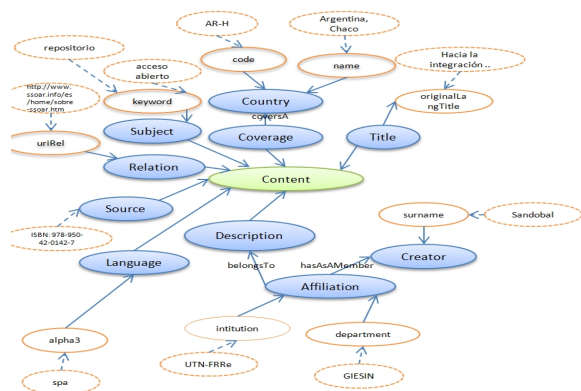 AR-H
Argentina,
Chaco
repositorio
Hacia la
integración ..
acceso
abierto
code
name
http://www.
ssoar.info/es
/home/sobre
-ssoar.htm
keyword
Country
originalLa
ngTitle
coversA
Subject
Coverage
Title
uriRel
Relation
Content
Source
surname
Sandobal
ISBN: 978-950-
42-0142-7
Description
Language
belongsTo
hasAsAMember
Creator
Affiliation
alpha3
intitution
department
UTN-FRRe
GIESIN
spa